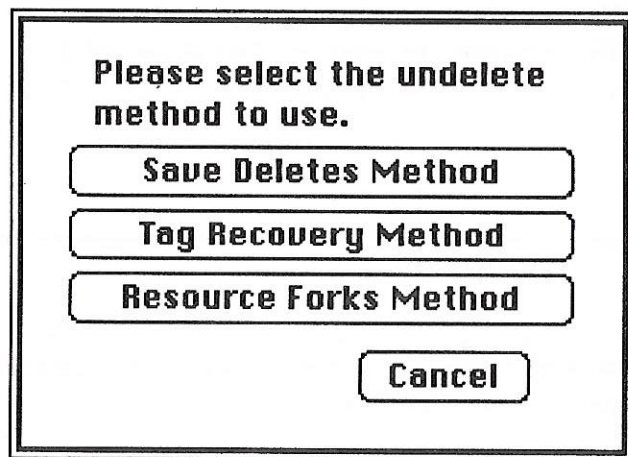 Please select the undelete
method to use.
Save Deletes Method
Tag Recovery Method
Resource Forks Method
Cancel